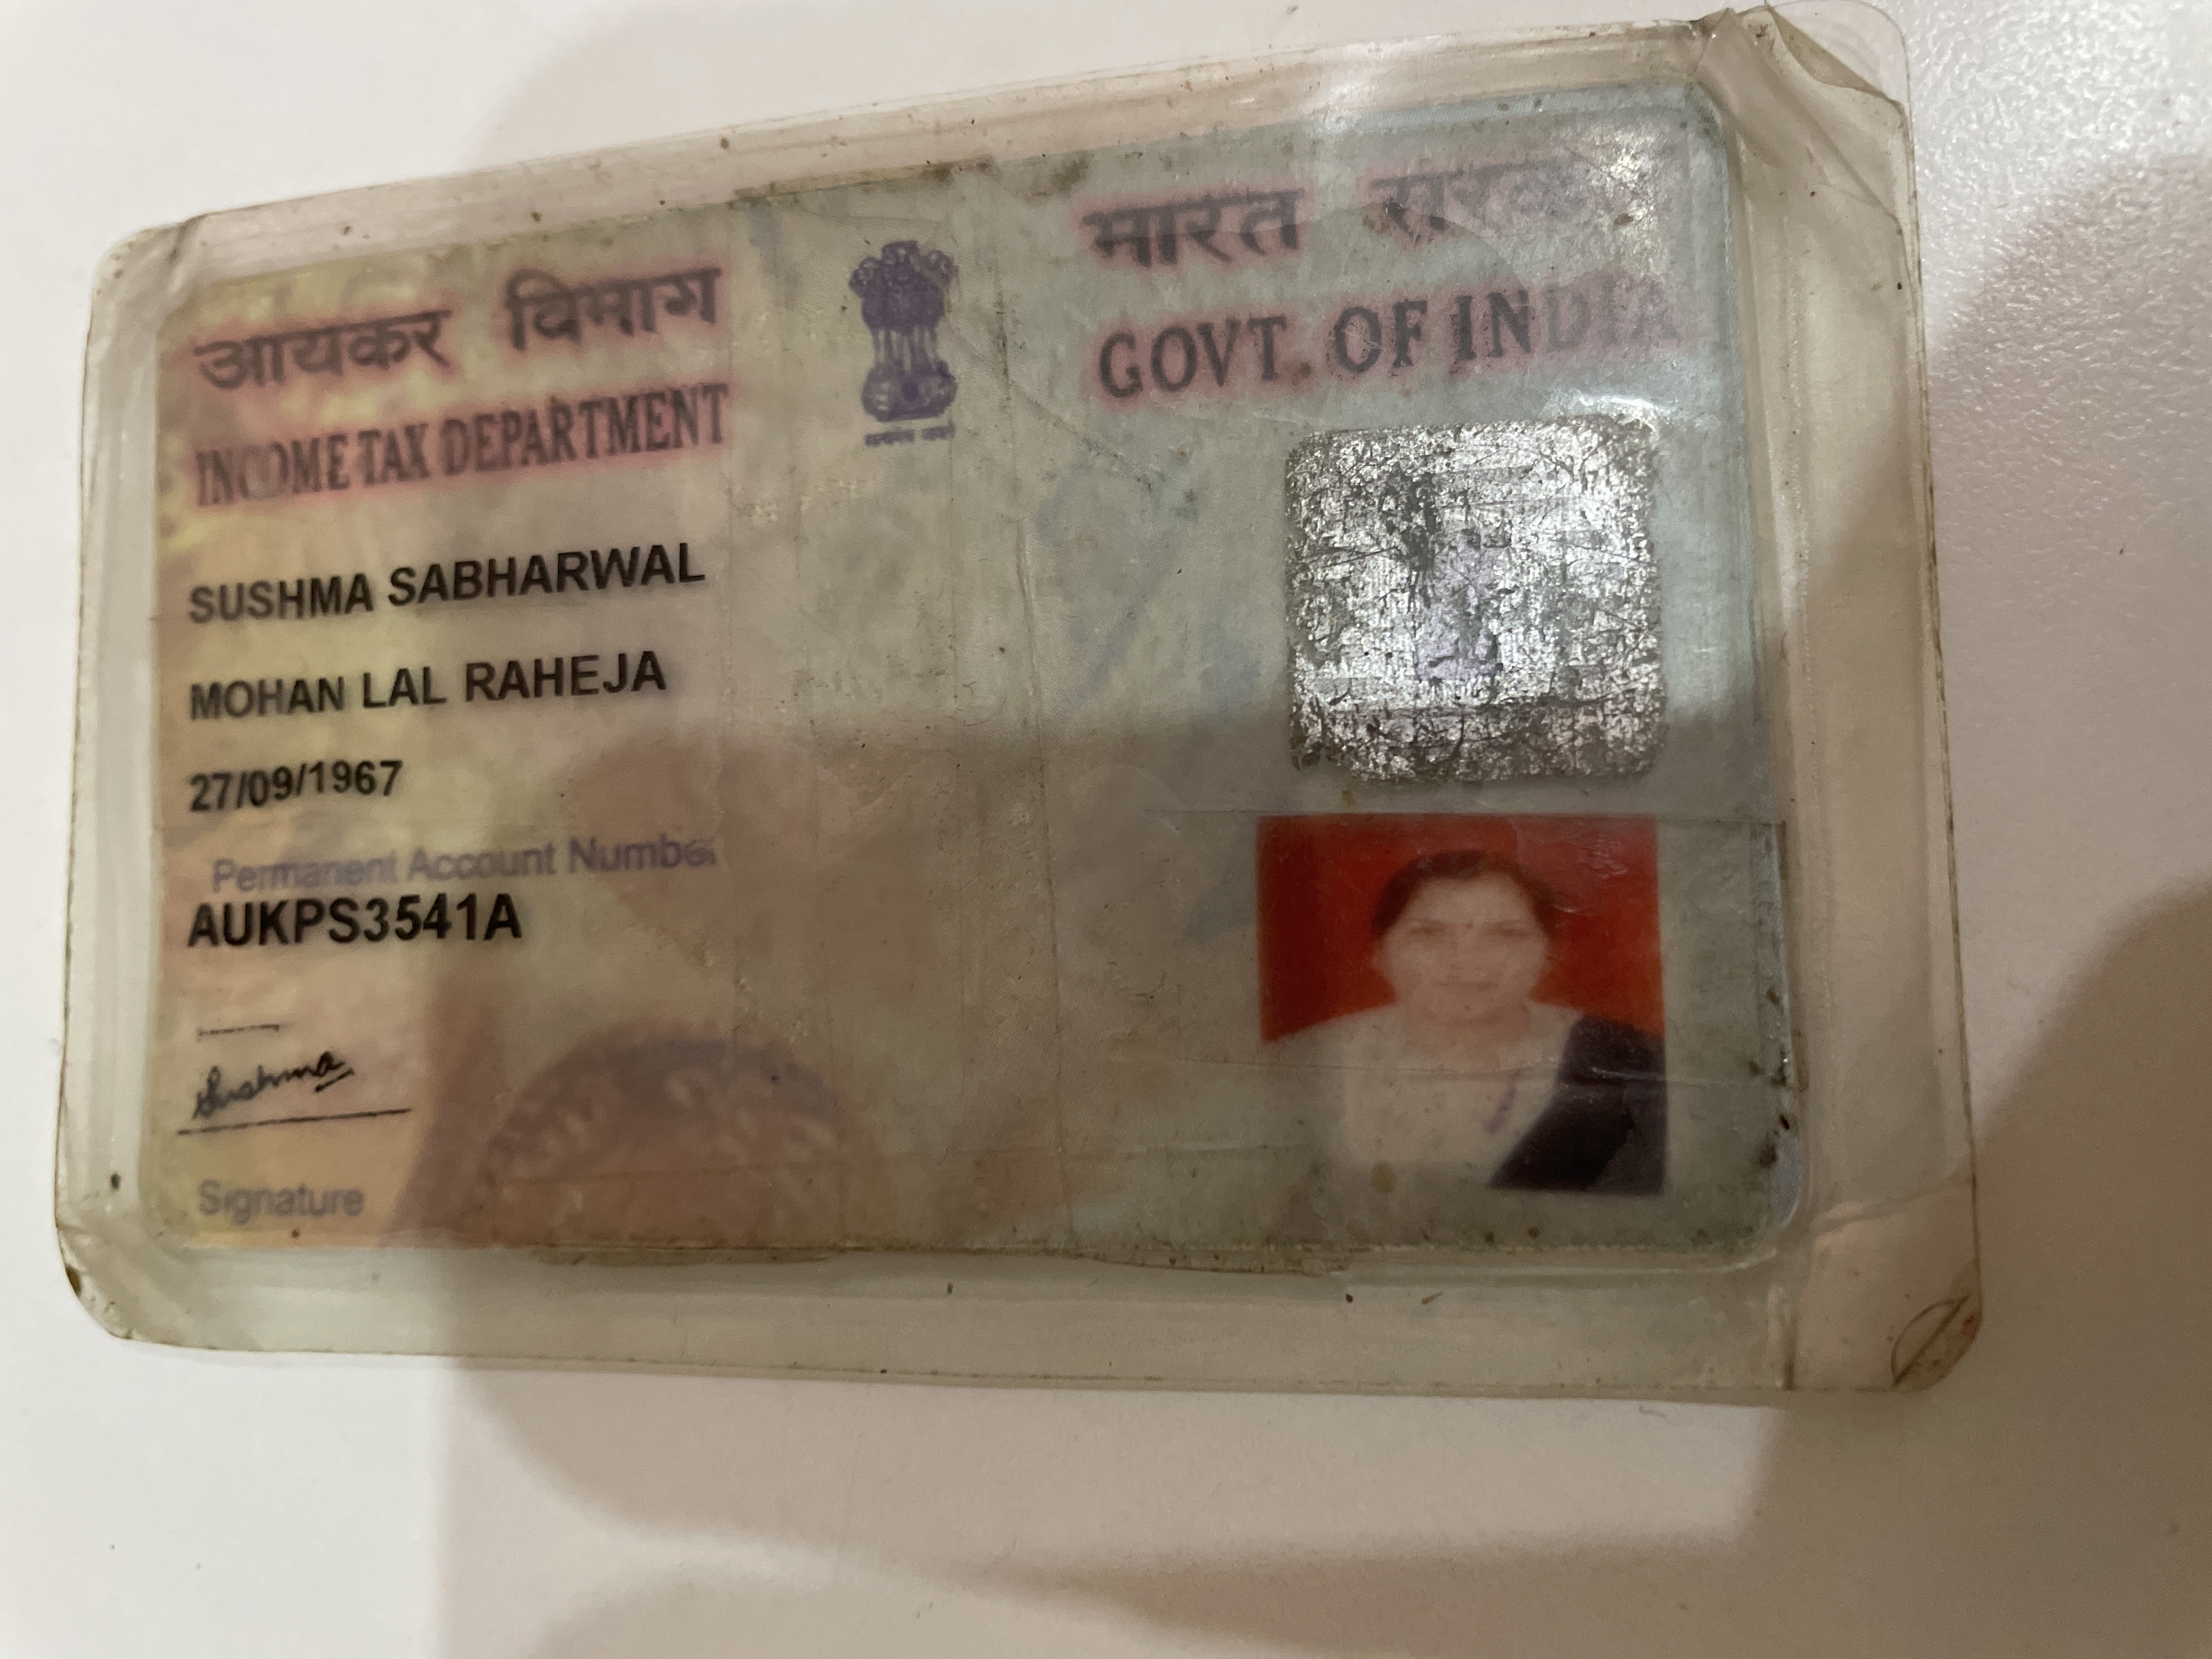 आयकर विभाग
INCOME TAX DEPARTMENT
भारत सरकार
GOVT. OF INDIA
SUSHMA SABHARWAL
MOHAN LAL RAHEJA
27/09/1967
Permanent Account Number
AUKPS3541A
Sushma
Signature